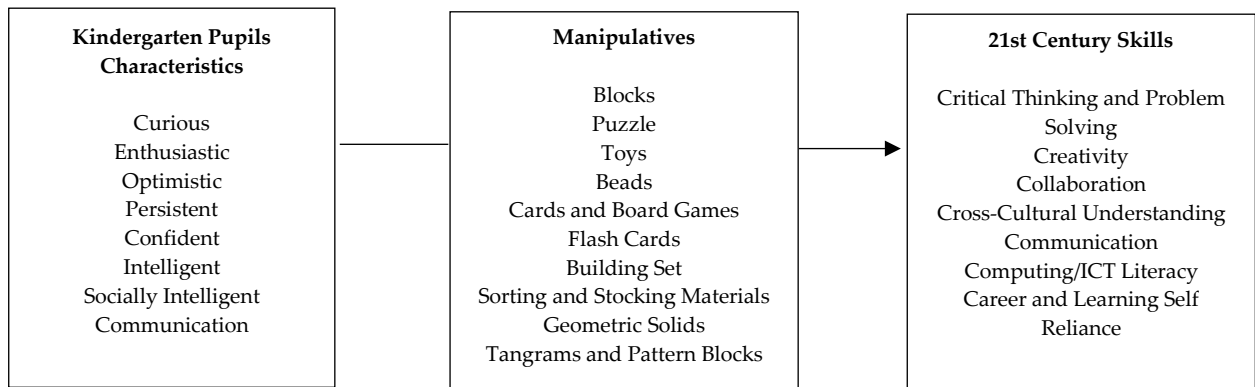 Kindergarten Pupils
Characteristics
Curious
Enthusiastic
Optimistic
Persistent
Confident
Intelligent
Socially Intelligent
Communication
Manipulatives
Blocks
Puzzle
Toys
Beads
Cards and Board Games
Flash Cards
Building Set
Sorting and Stocking Materials
Geometric Solids
Tangrams and Pattern Blocks
21st Century Skills
Critical Thinking and Problem
Solving
Creativity
Collaboration
Cross-Cultural Understanding
Communication
Computing/ICT Literacy
Career and Learning Self
Reliance